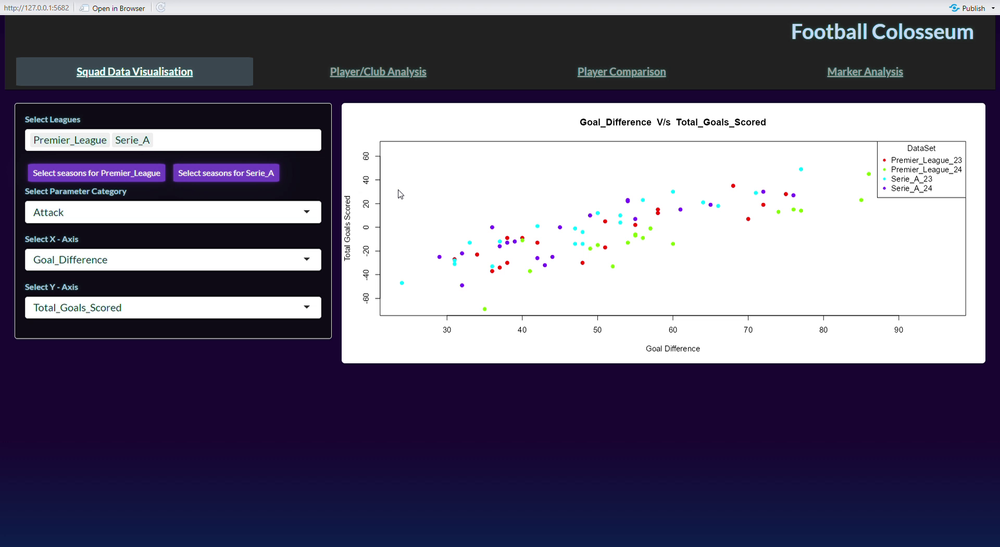 http://127.0.0.1:5682 Open in Browser Publish
Football Colosseum
Squad Data Visualisation Player/Club Analysis Player Comparison Marker Analysis
Select Leagues
Premier_League Serie_A
Select seasons for Premier_League Select seasons for Serie_A
Select Parameter Category
Attack
Select X - Axis
Goal_Difference
Select Y - Axis
Total_Goals_Scored
Goal_Difference V/s Total_Goals_Scored
DataSet
Premier_League_23
Premier_League_24
Serie_A_23
Serie_A_24
Total Goals Scored
60
40
20
0
-20
-40
-60
30 40 50 60 70 80 90
Goal Difference